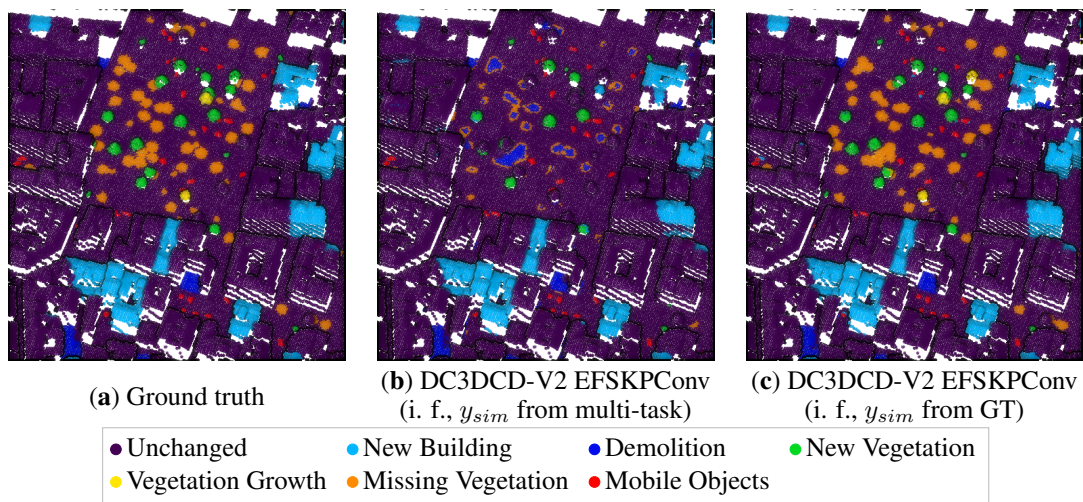 (a) Ground truth
(b) DC3DCD-V2 EFSKPConv
(i. f., y_sim from multi-task)
(c) DC3DCD-V2 EFSKPConv
(i. f., y_sim from GT)
Unchanged New Building Demolition New Vegetation
Vegetation Growth Missing Vegetation Mobile Objects